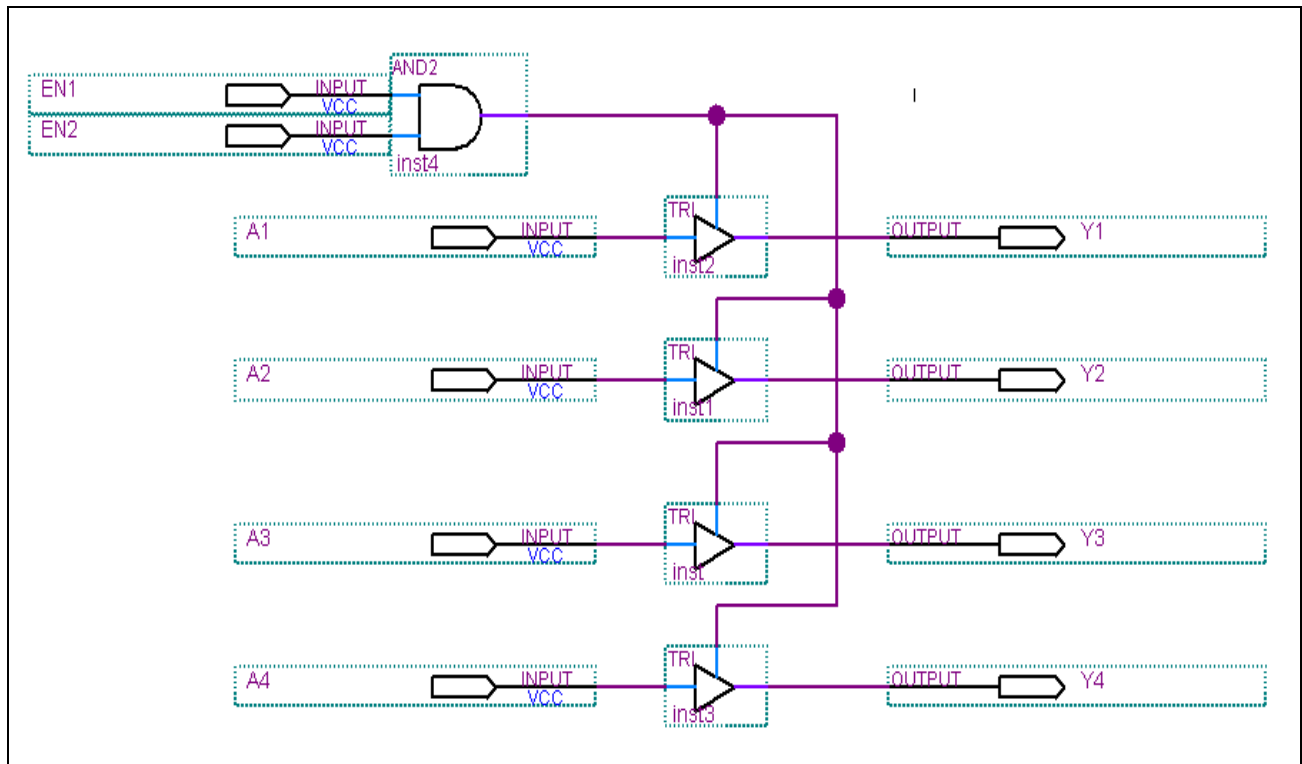 AND2
EN1 INPUT
VCC
EN2 INPUT
VCC
inst4
TRI
A1 INPUT OUTPUT Y1
VCC
inst2
TRI
A2 INPUT OUTPUT Y2
VCC
inst1
TRI
A3 INPUT OUTPUT Y3
VCC
inst
TRI
A4 INPUT OUTPUT Y4
VCC
inst3